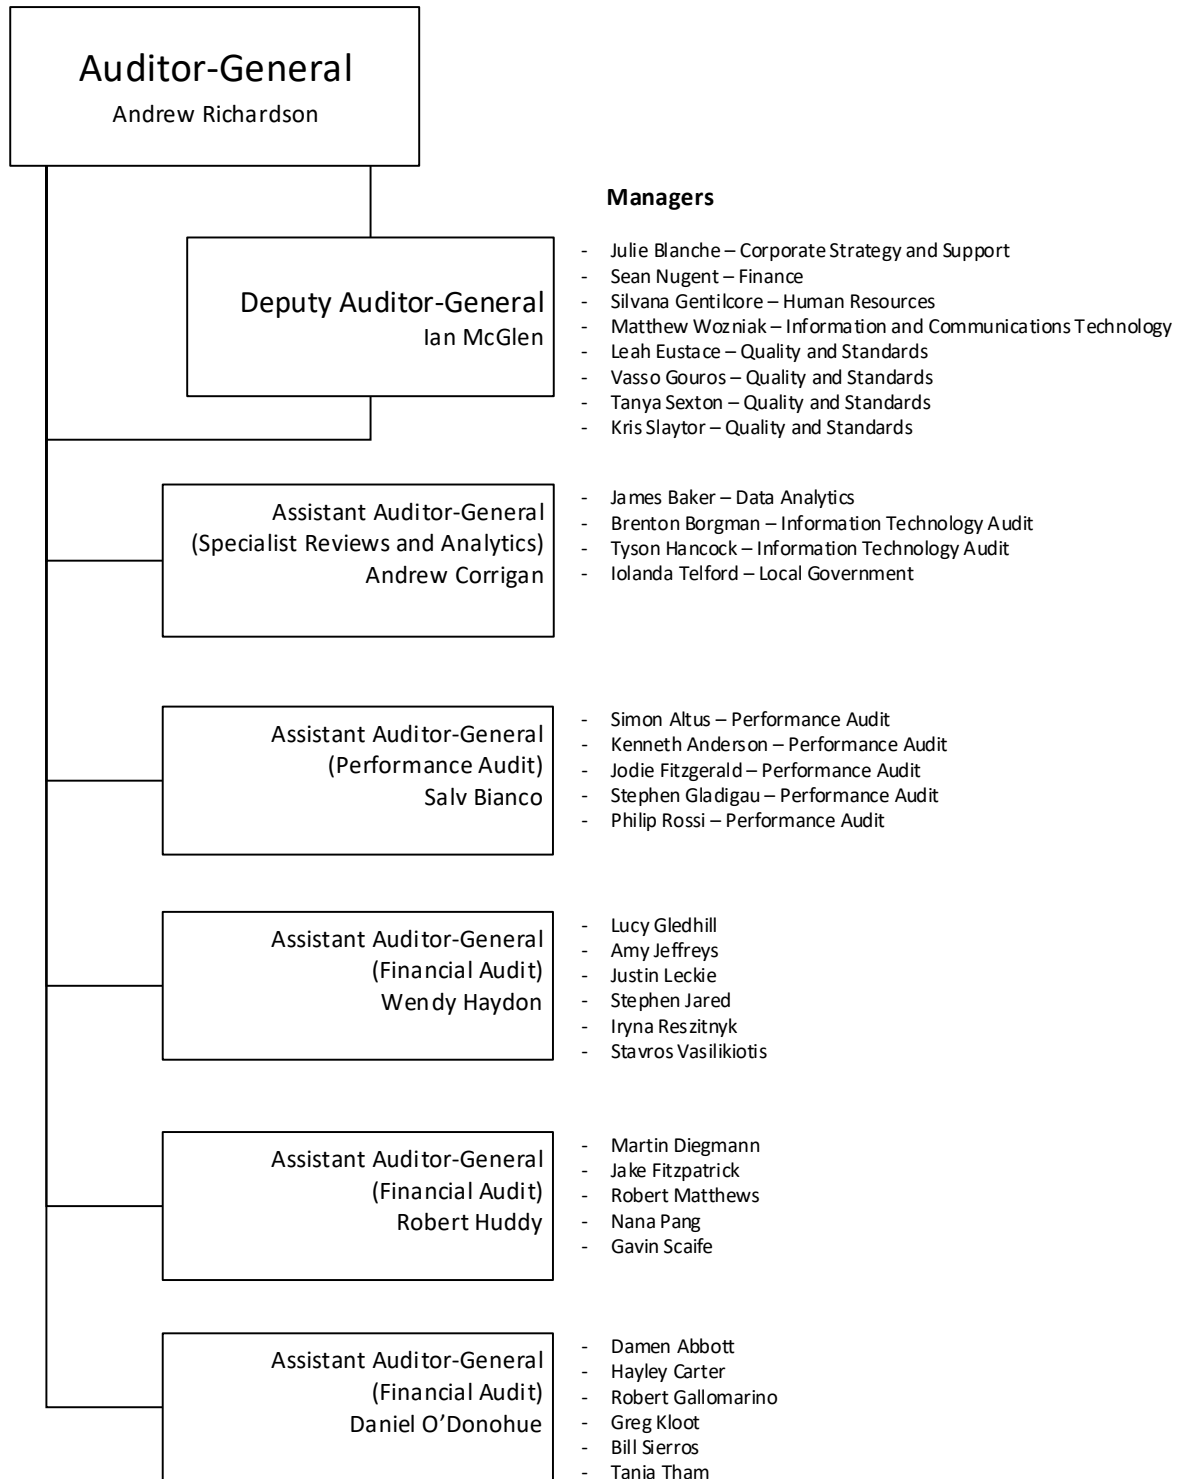 Auditor-General
Andrew Richardson
Managers
Deputy Auditor-General
Ian McGlen
- Julie Blanche – Corporate Strategy and Support
- Sean Nugent – Finance
- Silvana Gentilcore – Human Resources
- Matthew Wozniak – Information and Communications Technology
- Leah Eustace – Quality and Standards
- Vasso Gouros – Quality and Standards
- Tanya Sexton – Quality and Standards
- Kris Slaytor – Quality and Standards
Assistant Auditor-General
(Specialist Reviews and Analytics)
Andrew Corrigan
- James Baker – Data Analytics
- Brenton Borgman – Information Technology Audit
- Tyson Hancock – Information Technology Audit
- Iolanda Telford – Local Government
Assistant Auditor-General
(Performance Audit)
Salv Bianco
- Simon Altus – Performance Audit
- Kenneth Anderson – Performance Audit
- Jodie Fitzgerald – Performance Audit
- Stephen Gladigau – Performance Audit
- Philip Rossi – Performance Audit
Assistant Auditor-General
(Financial Audit)
Wendy Haydon
- Lucy Gledhill
- Amy Jeffreys
- Justin Leckie
- Stephen Jared
- Iryna Reszitnyk
- Stavros Vasilikiotis
Assistant Auditor-General
(Financial Audit)
Robert Huddy
- Martin Diegmann
- Jake Fitzpatrick
- Robert Matthews
- Nana Pang
- Gavin Scaife
Assistant Auditor-General
(Financial Audit)
Daniel O’Donohue
- Damen Abbott
- Hayley Carter
- Robert Gallomarino
- Greg Kloot
- Bill Sierros
- Tania Tham